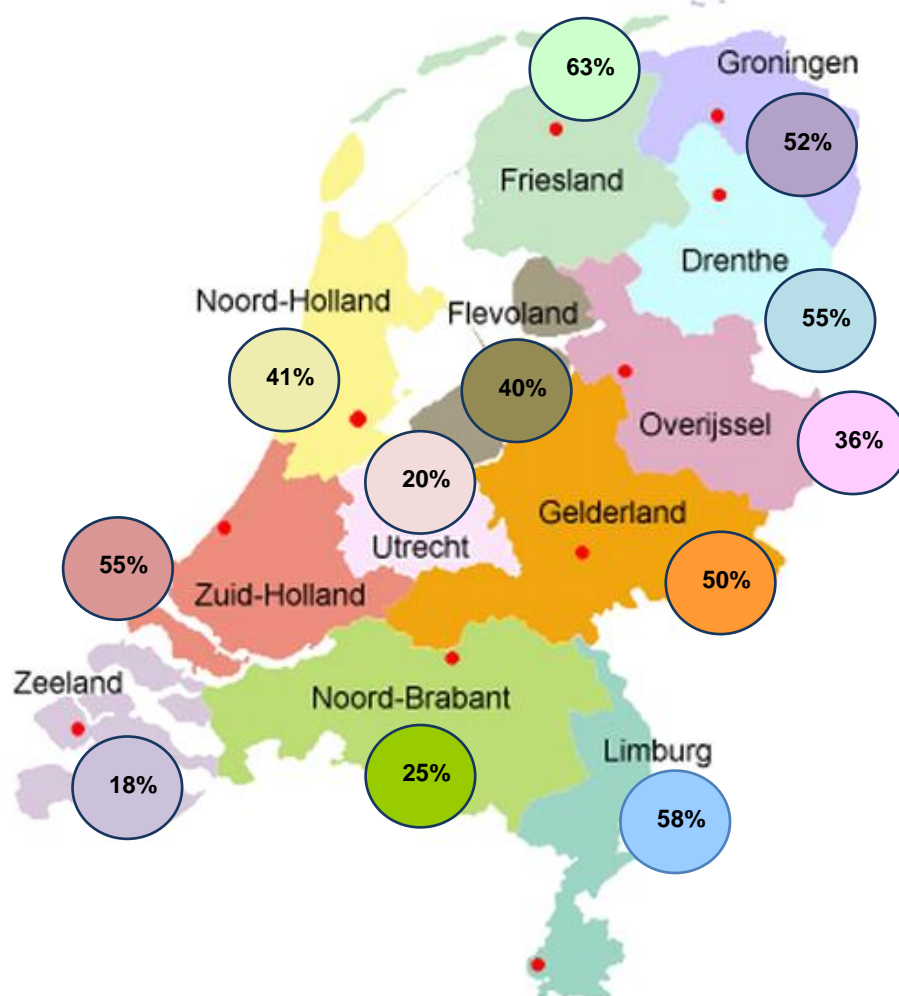 63%
Groningen
52%
Friesland
Drenthe
Noord-Holland
Flevoland
55%
41%
40%
Overijssel
36%
20%
Gelderland
Utrecht
55%
50%
Zuid-Holland
Zeeland
Noord-Brabant
Limburg
25%
18%
58%